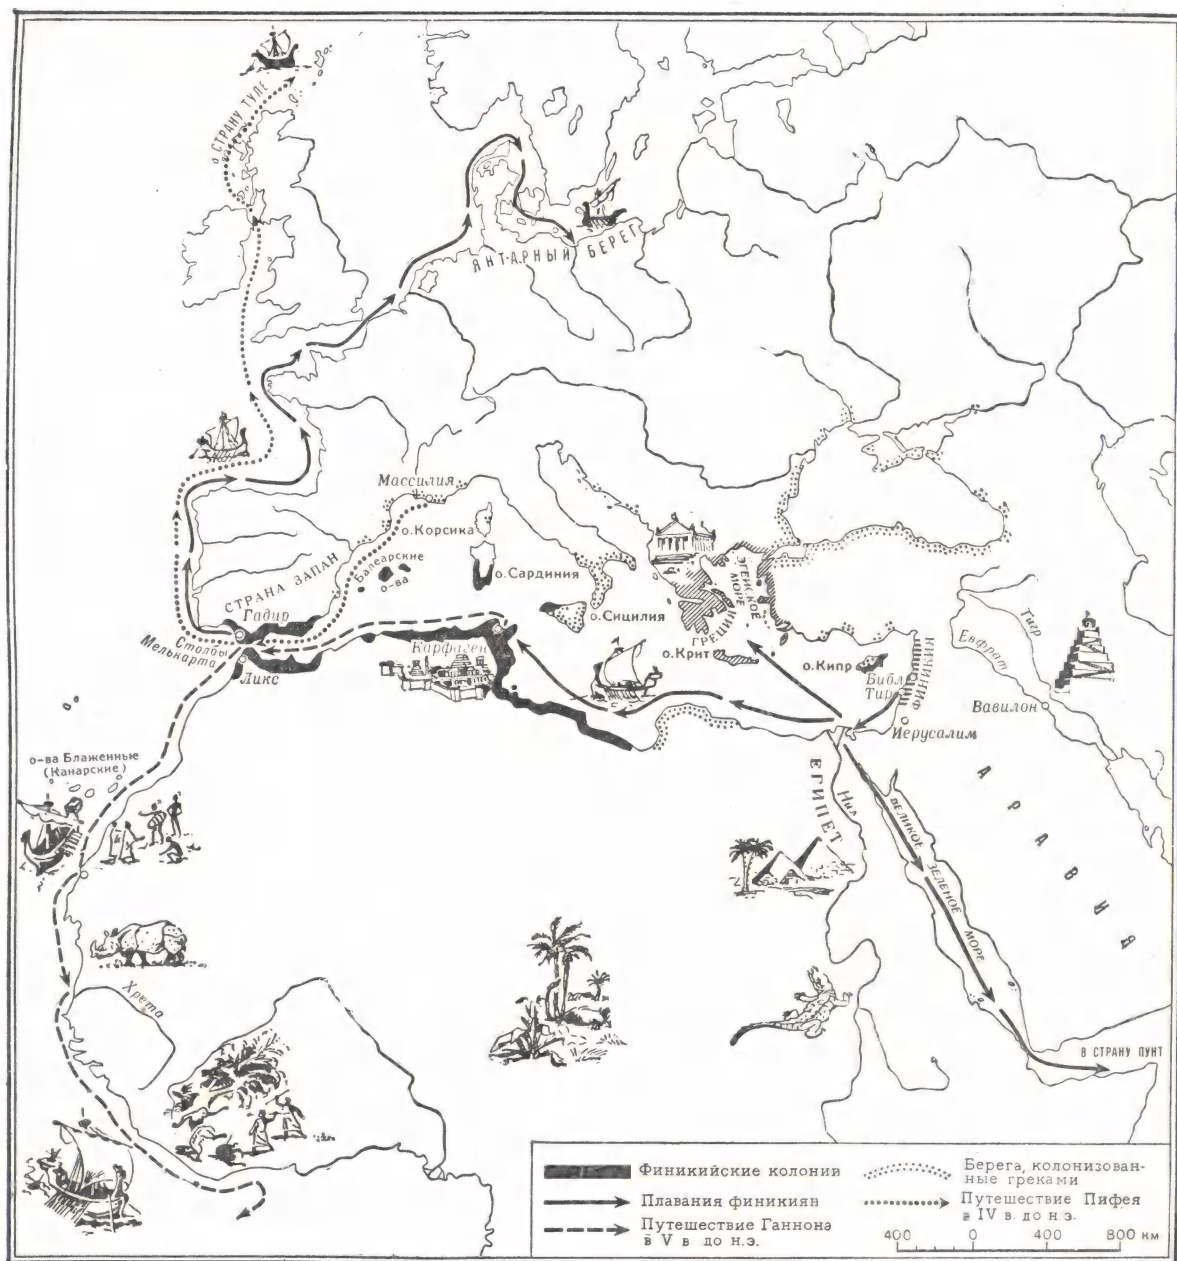 в СТРАНУ ТУЛЕ
ЯНТАРНЫЙ БЕРЕГ
Массилия
о.Корсика
СТРАНА ЗАПАН
Балеарские
о-ва
о.Сардиния
Гадир
Столбы
Мелькарта
Ликс
Карфаген
о.Сицилия
ГРЕЦИЯ
ЭГЕЙСКОЕ
МОРЕ
о.Крит
о.Кипр
Библ
Тир
ФИНИКИЯ
Иерусалим
Тигр
Евфрат
Вавилон
о-ва Блаженные
(Канарские)
ЕГИПЕТ
Нил
ВЕЛИКОЕ ЗЕЛЕНОЕ МОРЕ
АРАВИЯ
Хрета
В СТРАНУ ПУНТ
Финикийские колонии
Плавания финикиян
Путешествие Ганнона
в V в до н.э.
Берега, колонизован-
ные греками
Путешествие Пифея
в IV в. до н.э.
400 0 400 800 км